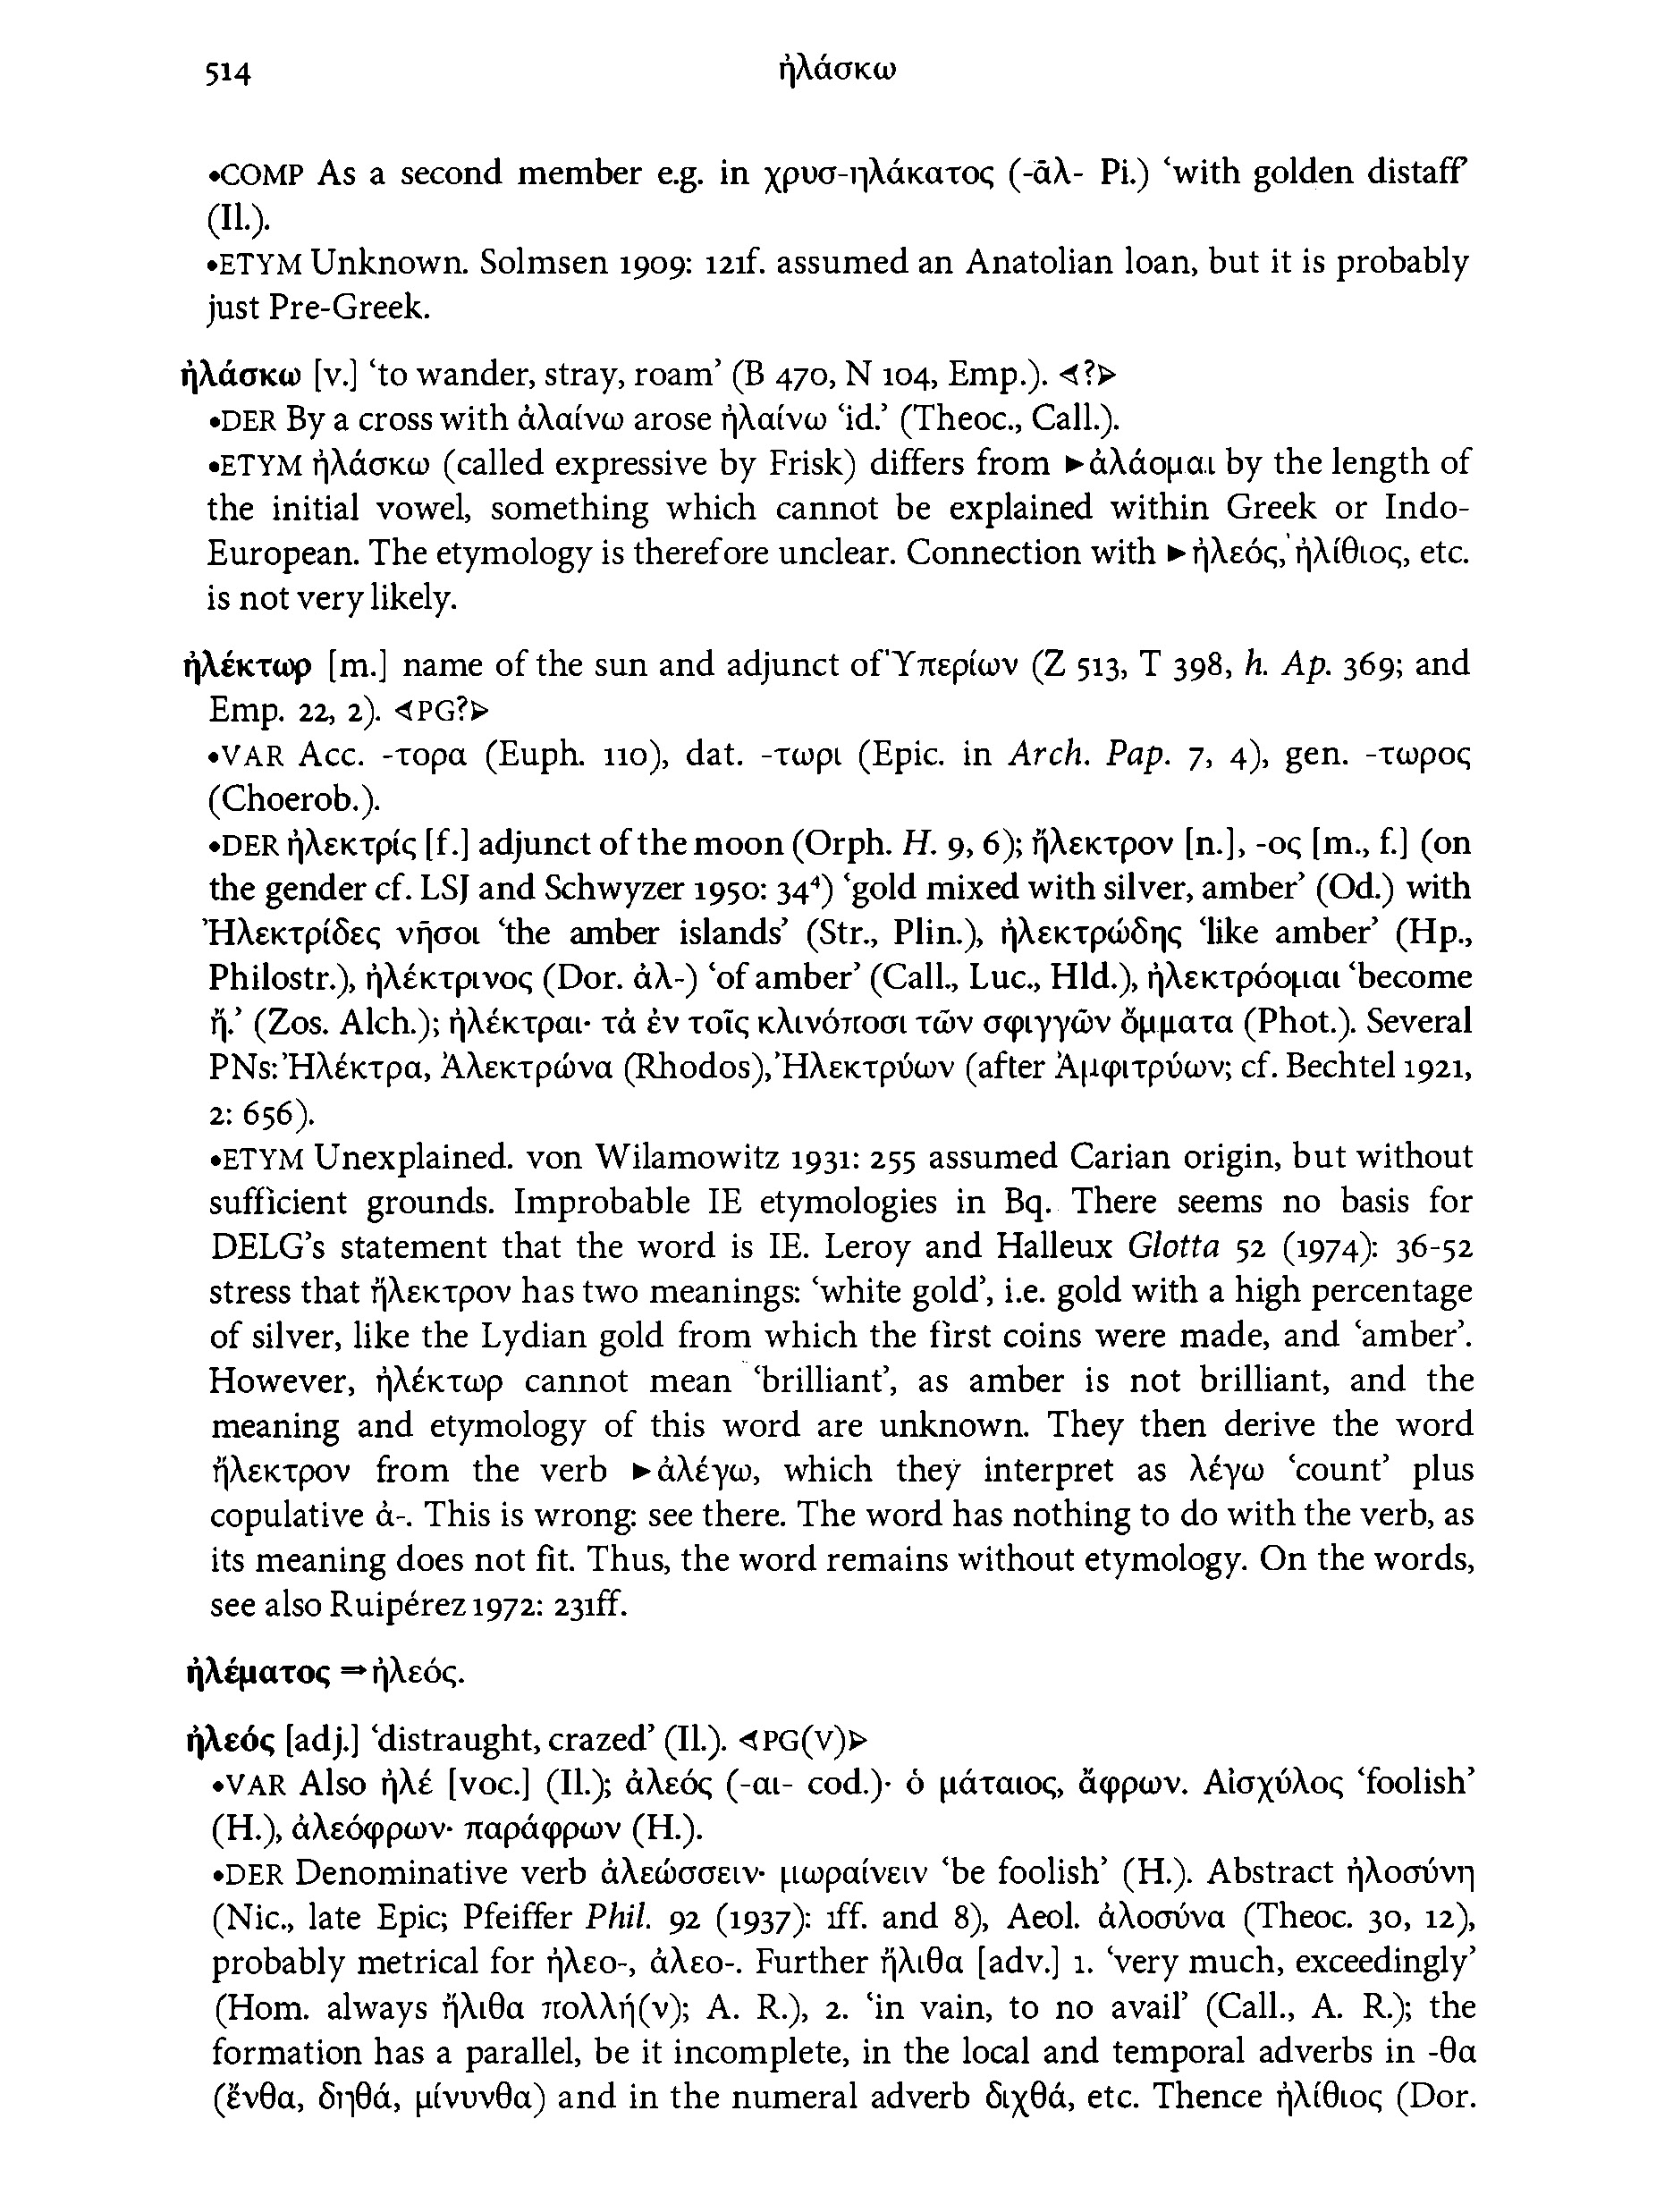 514 ἠλάσκω
•COMP As a second member e.g. in χρυσ-ηλάκατος (-ᾱλ- Pi.) ‘with golden distaff’
(Il.).
•ETYM Unknown. Solmsen 1909: 121f. assumed an Anatolian loan, but it is probably
just Pre-Greek.
ἠλάσκω [v.] ‘to wander, stray, roam’ (Β 470, Ν 104, Emp.). ◁?▷
•DER By a cross with ἀλαίνω arose ἠλαίνω ‘id.’ (Theoc., Call.).
•ETYM ἠλάσκω (called expressive by Frisk) differs from ►ἀλάομαι by the length of
the initial vowel, something which cannot be explained within Greek or Indo-
European. The etymology is therefore unclear. Connection with ►ἠλεός, ἠλίθιος, etc.
is not very likely.
ἠλέκτωρ [m.] name of the sun and adjunct of Ὑπερίων (Ζ 513, Τ 398, h. Ap. 369; and
Emp. 22, 2). ◁PG?▷
•VAR Acc. -τορα (Euph. 110), dat. -τωρι (Epic. in Arch. Pap. 7, 4), gen. -τωρος
(Choerob.).
•DER ἠλεκτρίς [f.] adjunct of the moon (Orph. H. 9, 6); ἤλεκτρον [n.], -ος [m., f.] (on
the gender cf. LSJ and Schwyzer 1950: 34⁴) ‘gold mixed with silver, amber’ (Od.) with
Ἠλεκτρίδες νῆσοι ‘the amber islands’ (Str., Plin.), ἠλεκτρώδης ‘like amber’ (Hp.,
Philostr.), ἠλέκτρινος (Dor. ἀλ-) ‘of amber’ (Call., Luc., Hld.), ἠλεκτρόομαι ‘become
ἤ.’ (Zos. Alch.); ἠλέκτραι· τὰ ἐν τοῖς κλινόποσι τῶν σφιγγῶν ὄμματα (Phot.). Several
PNs: Ἠλέκτρα, Ἀλεκτρώνα (Rhodos), Ἠλεκτρύων (after Ἀμφιτρύων; cf. Bechtel 1921,
2: 656).
•ETYM Unexplained. von Wilamowitz 1931: 255 assumed Carian origin, but without
sufficient grounds. Improbable IE etymologies in Bq. There seems no basis for
DELG’s statement that the word is IE. Leroy and Halleux Glotta 52 (1974): 36-52
stress that ἤλεκτρον has two meanings: ‘white gold’, i.e. gold with a high percentage
of silver, like the Lydian gold from which the first coins were made, and ‘amber’.
However, ἠλέκτωρ cannot mean ‘brilliant’, as amber is not brilliant, and the
meaning and etymology of this word are unknown. They then derive the word
ἤλεκτρον from the verb ►ἀλέγω, which they interpret as λέγω ‘count’ plus
copulative ἀ-. This is wrong: see there. The word has nothing to do with the verb, as
its meaning does not fit. Thus, the word remains without etymology. On the words,
see also Ruipérez 1972: 231ff.
ἠλέματος ⇒ἠλεός.
ἠλεός [adj.] ‘distraught, crazed’ (Il.). ◁PG(V)▷
•VAR Also ἠλέ [voc.] (Il.); ἀλεός (-αι- cod.)· ὁ μάταιος, ἄφρων. Αἰσχύλος ‘foolish’
(H.), ἀλεόφρων· παράφρων (H.).
•DER Denominative verb ἀλεώσσειν· μωραίνειν ‘be foolish’ (H.). Abstract ἠλοσύνη
(Nic., late Epic; Pfeiffer Phil. 92 (1937): 1ff. and 8), Aeol. ἀλοσύνα (Theoc. 30, 12),
probably metrical for ἠλεο-, ἀλεο-. Further ἤλιθα [adv.] 1. ‘very much, exceedingly’
(Hom. always ἤλιθα πολλή(ν); A. R.), 2. ‘in vain, to no avail’ (Call., A. R.); the
formation has a parallel, be it incomplete, in the local and temporal adverbs in -θα
(ἔνθα, δηθά, μίνυνθα) and in the numeral adverb διχθά, etc. Thence ἠλίθιος (Dor.